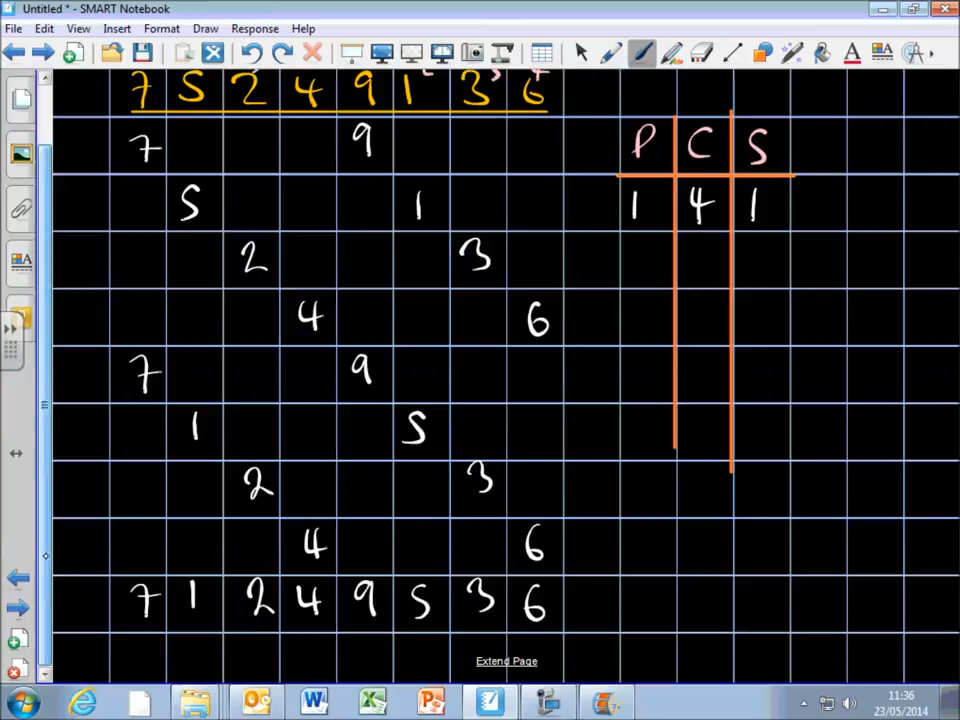 Untitled * - SMART Notebook
File Edit View Insert Format Draw Response Help
7 5 2 4 9 1 3 6
7 9 P C S
5 1 1 4 1
2 3
4 6
7 9
1 5
2 3
4 6
7 1 2 4 9 5 3 6
Extend Page
11:36
23/05/2014